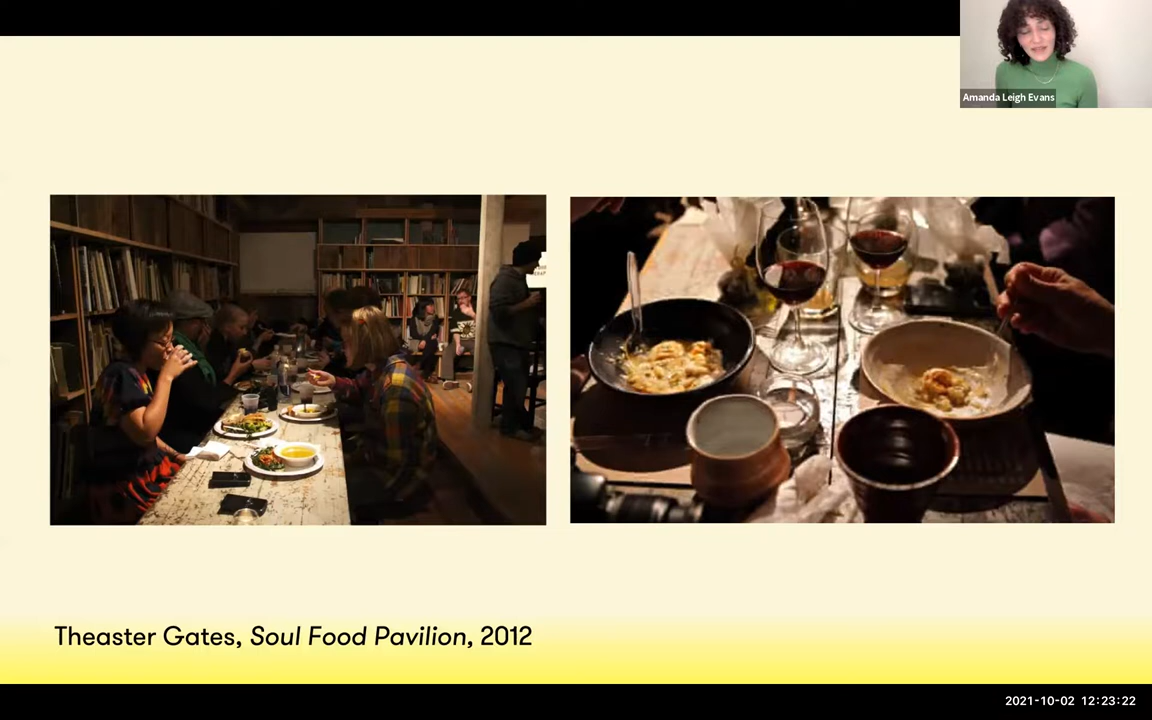 Amanda Leigh Evans
Theaster Gates, Soul Food Pavilion, 2012
2021-10-02 12:23:22